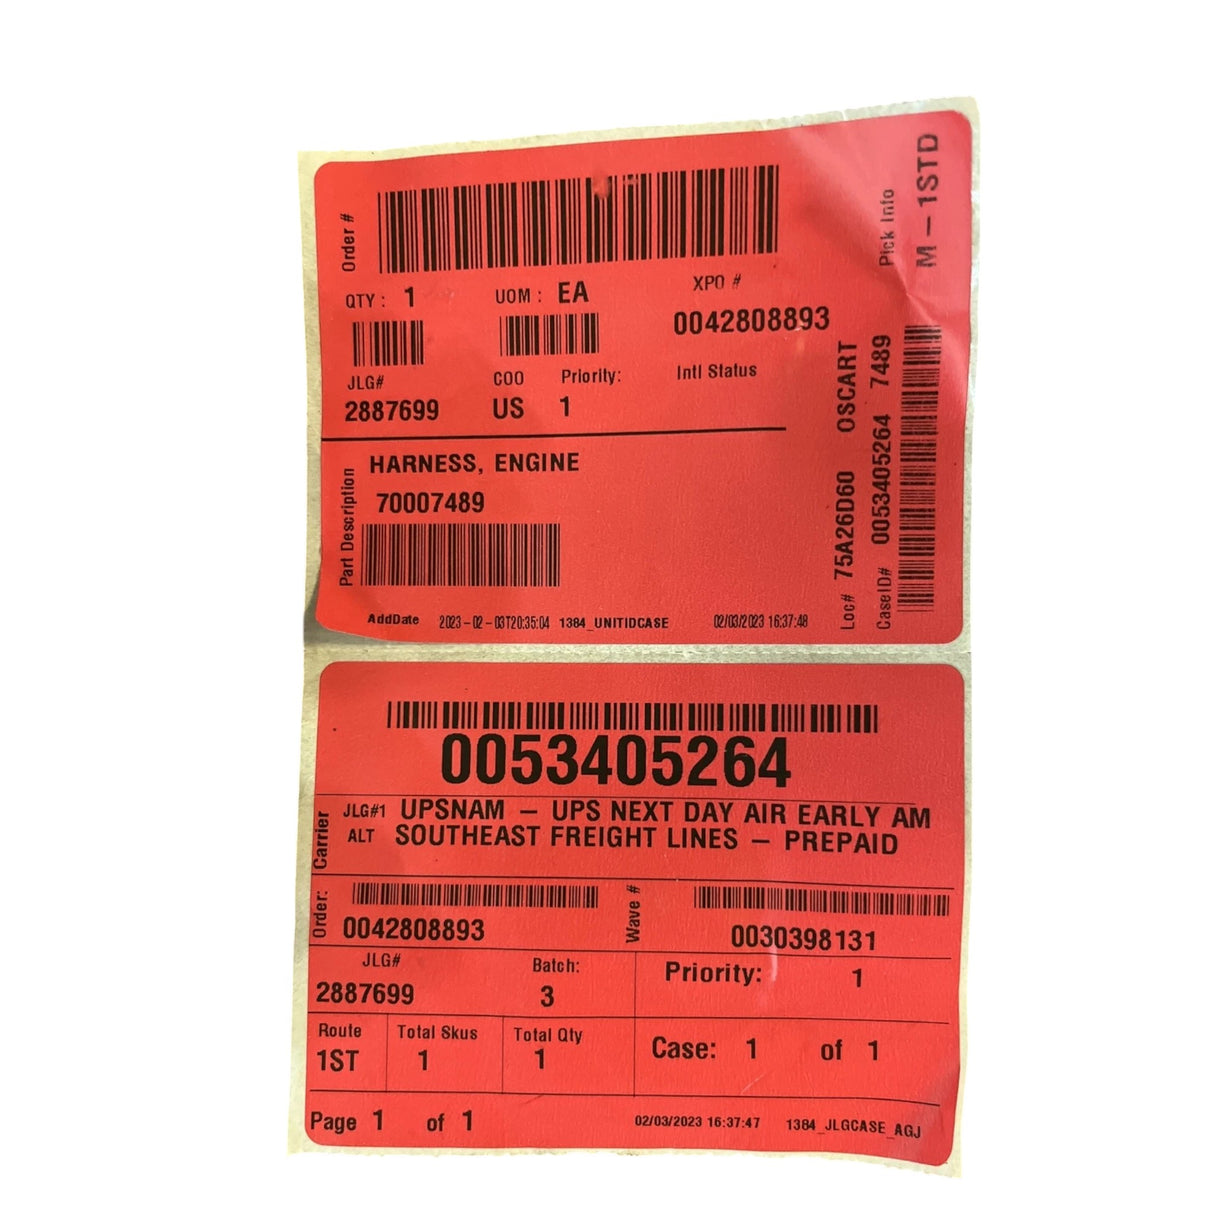 Order #
QTY : 1
UOM : EA
XPO #
0042808893
JLG#
2887699
COO
US
Priority:
1
Intl Status
Pick Info
M – 1STD
Part Description
HARNESS, ENGINE
70007489
Loc# 75A26D60 OSCART
CaseID# 0053405264 7489
AddDate 2023-02-03T20:35:04 1384_UNITIDCASE 02/03/2023 16:37:48
0053405264
Carrier
JLG#1 UPSNAM – UPS NEXT DAY AIR EARLY AM
ALT SOUTHEAST FREIGHT LINES – PREPAID
Order:
0042808893
Wave #
0030398131
JLG#
2887699
Batch:
3
Priority: 1
Route
1ST
Total Skus
1
Total Qty
1
Case: 1 of 1
Page 1 of 1
02/03/2023 16:37:47 1384_JLGCASE_AGJ